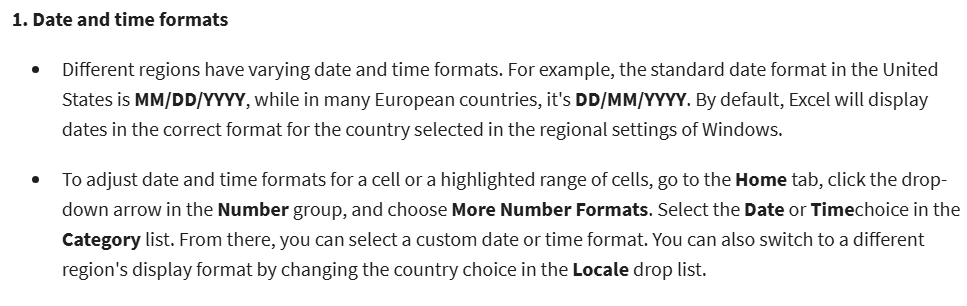 1. Date and time formats
• Different regions have varying date and time formats. For example, the standard date format in the United
States is MM/DD/YYYY, while in many European countries, it's DD/MM/YYYY. By default, Excel will display
dates in the correct format for the country selected in the regional settings of Windows.
• To adjust date and time formats for a cell or a highlighted range of cells, go to the Home tab, click the drop-
down arrow in the Number group, and choose More Number Formats. Select the Date or Timechoice in the
Category list. From there, you can select a custom date or time format. You can also switch to a different
region's display format by changing the country choice in the Locale drop list.